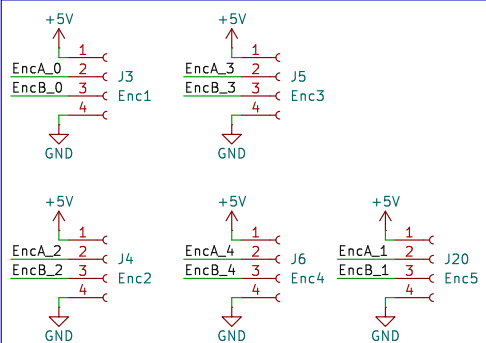 +5V
1
EncA_0 2 J3
EncB_0 3 Enc1
4
GND
+5V
1
EncA_3 2 J5
EncB_3 3 Enc3
4
GND
+5V
1
EncA_2 2 J4
EncB_2 3 Enc2
4
GND
+5V
1
EncA_4 2 J6
EncB_4 3 Enc4
4
GND
+5V
1
EncA_1 2 J20
EncB_1 3 Enc5
4
GND